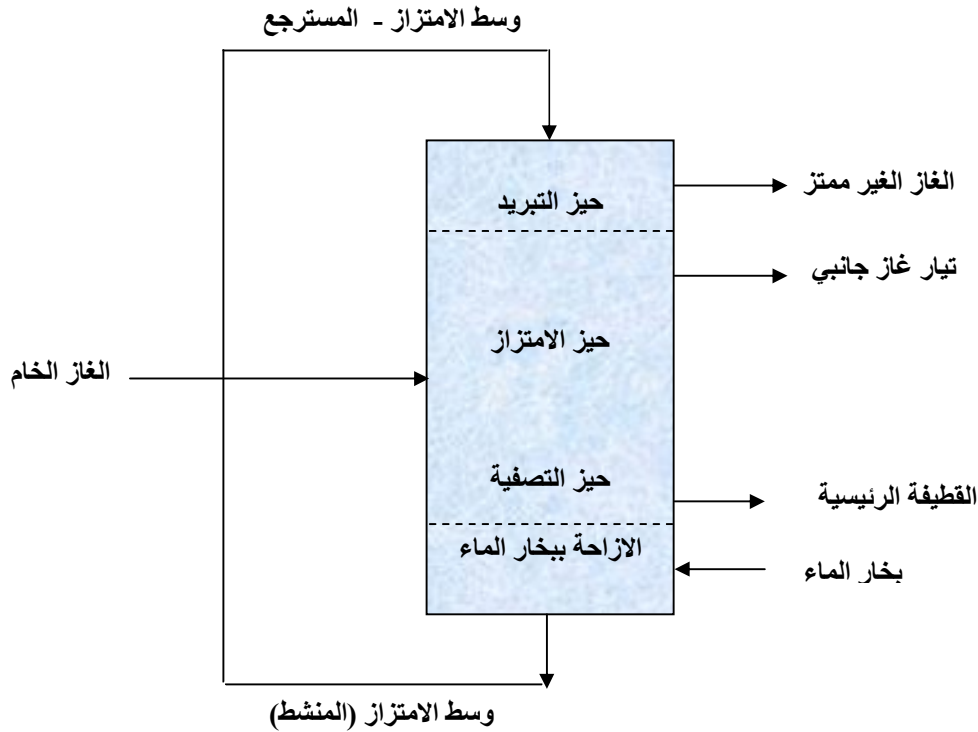 وسط الامتزاز - المسترجع
الغاز الغير ممتز
حيز التبريد
تيار غاز جانبي
حيز الامتزاز
الغاز الخام
حيز التصفية
القطيفة الرئيسية
الازاحة ببخار الماء
بخار الماء
وسط الامتزاز (المنشط)